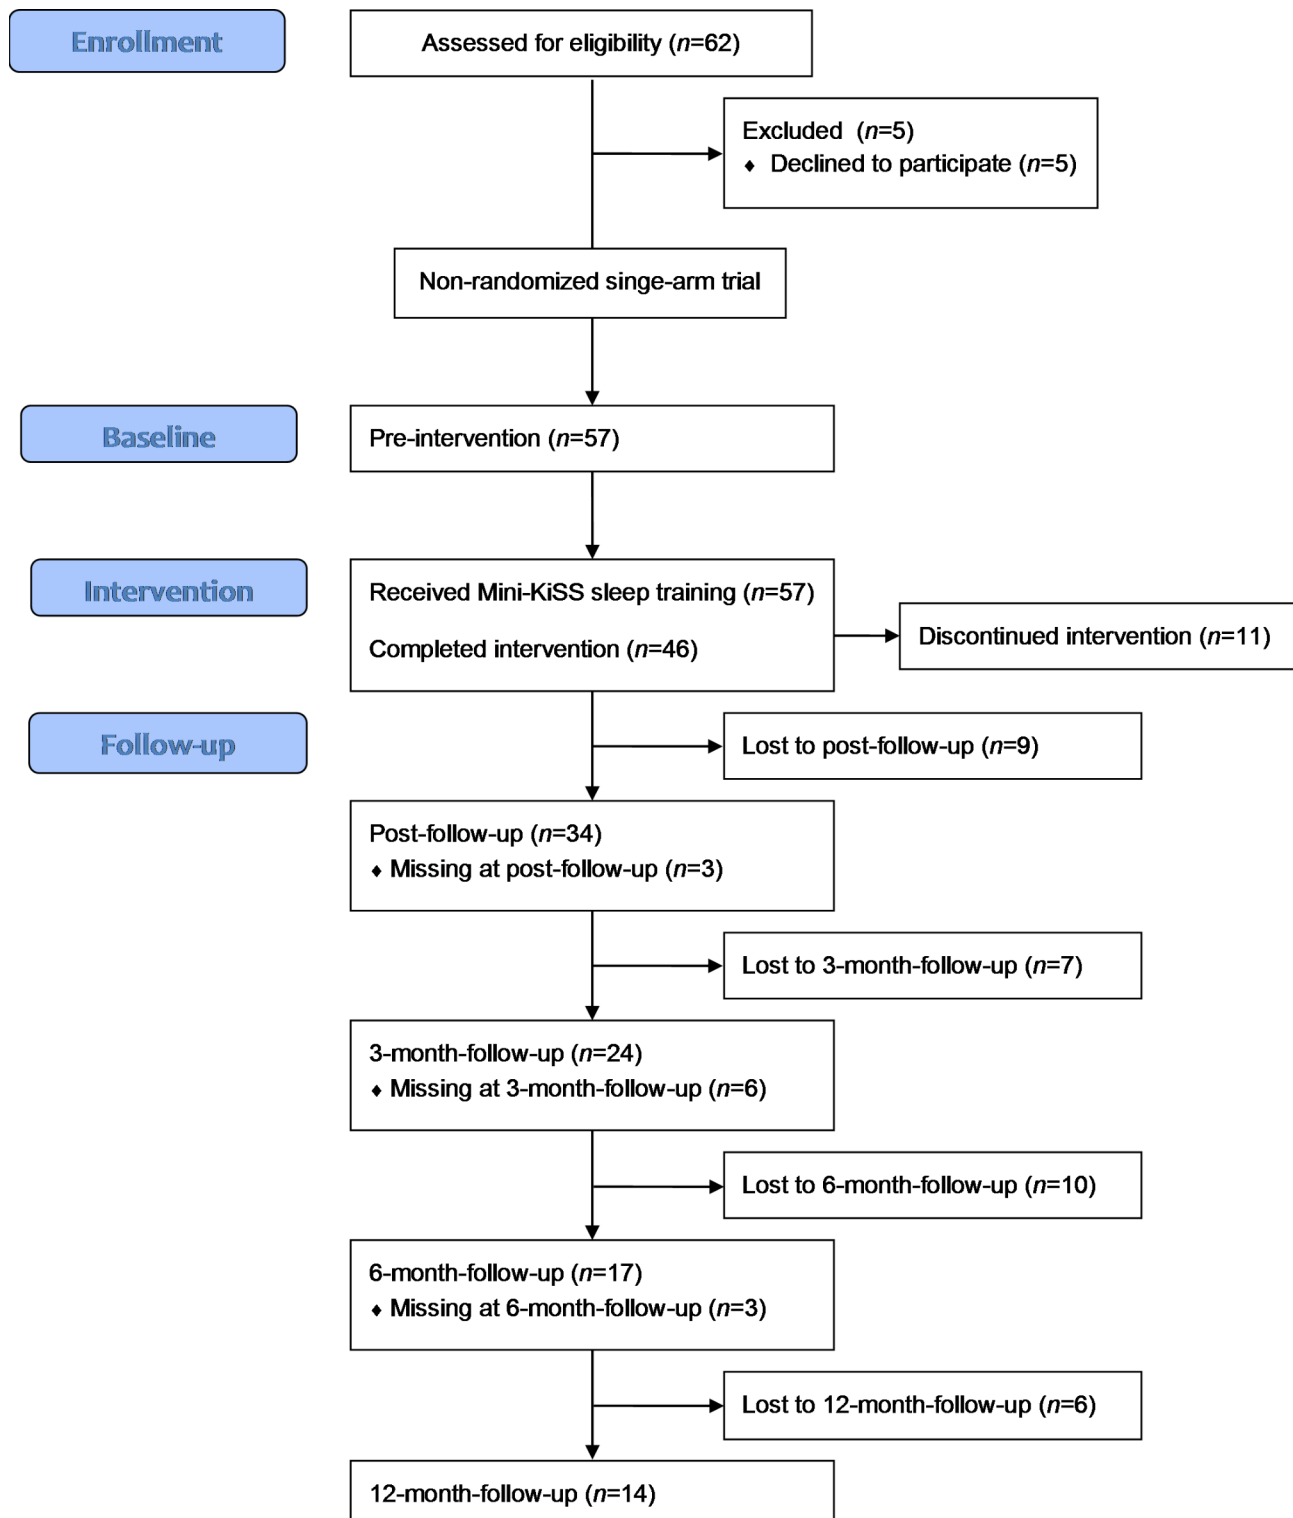 Enrollment
Assessed for eligibility (n=62)
Excluded (n=5)
♦ Declined to participate (n=5)
Non-randomized singe-arm trial
Baseline
Pre-intervention (n=57)
Intervention
Received Mini-KiSS sleep training (n=57)
Completed intervention (n=46)
Discontinued intervention (n=11)
Follow-up
Lost to post-follow-up (n=9)
Post-follow-up (n=34)
♦ Missing at post-follow-up (n=3)
Lost to 3-month-follow-up (n=7)
3-month-follow-up (n=24)
♦ Missing at 3-month-follow-up (n=6)
Lost to 6-month-follow-up (n=10)
6-month-follow-up (n=17)
♦ Missing at 6-month-follow-up (n=3)
Lost to 12-month-follow-up (n=6)
12-month-follow-up (n=14)